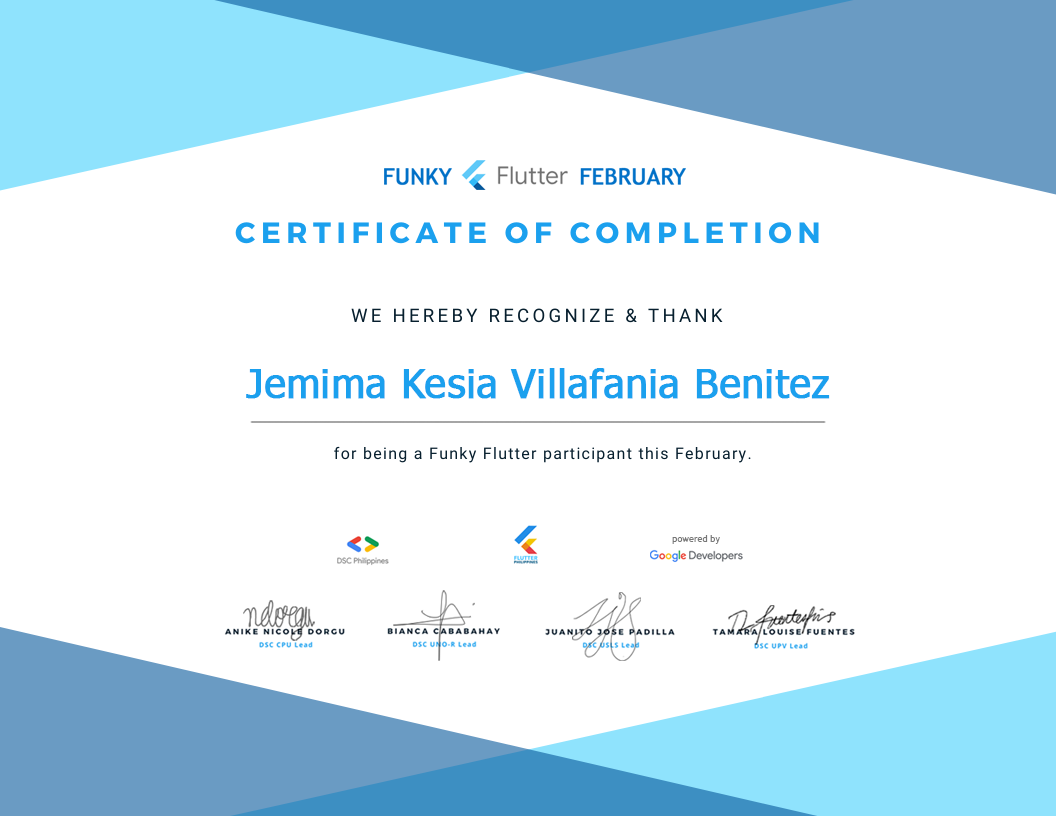 FUNKY Flutter FEBRUARY
CERTIFICATE OF COMPLETION
WE HEREBY RECOGNIZE & THANK
Jemima Kesia Villafania Benitez
for being a Funky Flutter participant this February.
DSC Philippines
FLUTTER
PHILIPPINES
powered by
Google Developers
ANIKE NICOLE DORGU
DSC CPU Lead
BIANCA CABABAHAY
DSC UNO-R Lead
JUANITO JOSE PADILLA
DSC USLS Lead
TAMARA LOUISE FUENTES
DSC UPV Lead